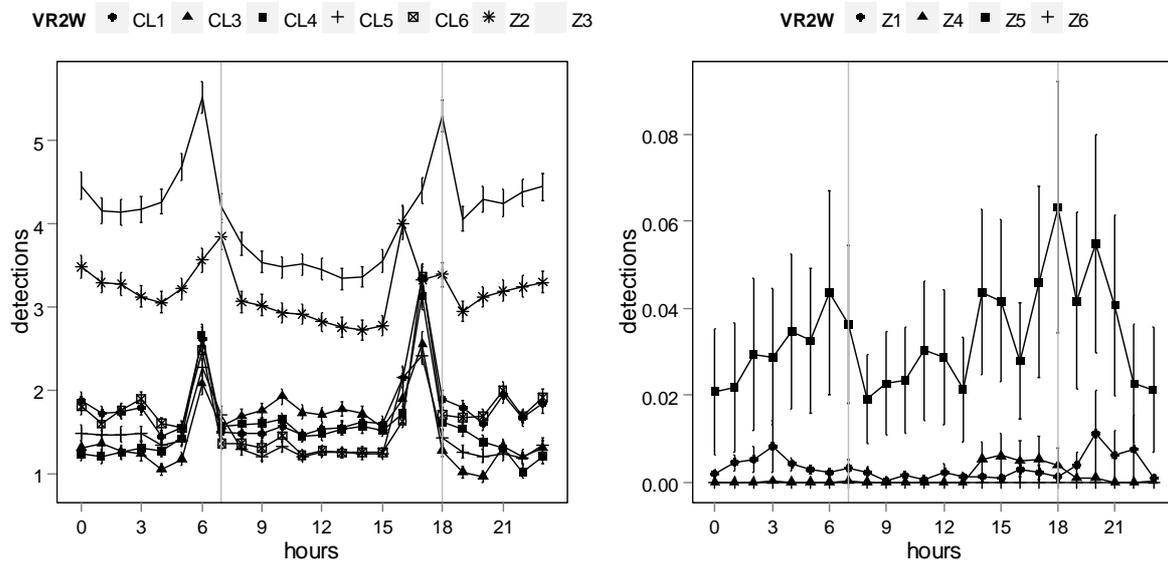 VR2W CL1 CL3 CL4 CL5 CL6 Z2 Z3
VR2W Z1 Z4 Z5 Z6
detections
5
4
3
2
1
0 3 6 9 12 15 18 21
hours
detections
0.08
0.06
0.04
0.02
0.00
0 3 6 9 12 15 18 21
hours